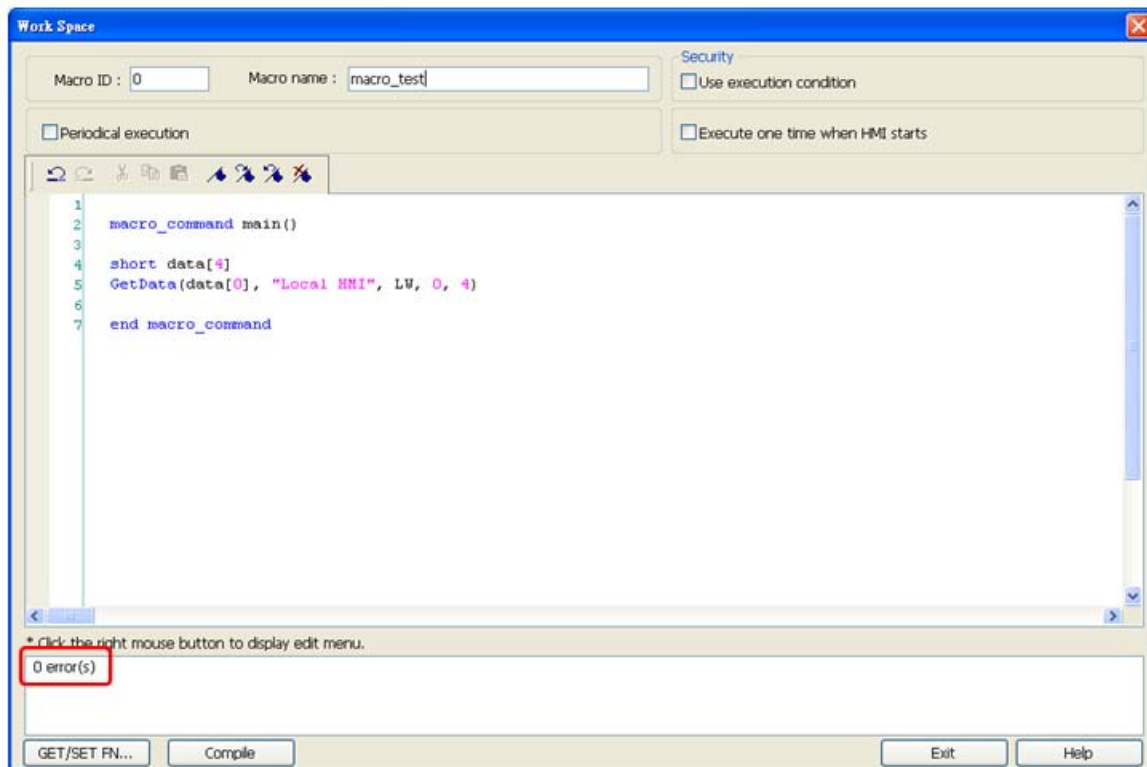 Work Space
Macro ID : 0 Macro name : macro_test
Security
Use execution condition
Periodical execution
Execute one time when HMI starts
1
2 macro_command main()
3
4 short data[4]
5 GetData(data[0], "Local HMI", LW, 0, 4)
6
7 end macro_command
* Click the right mouse button to display edit menu.
0 error(s)
GET/SET FN... Compile Exit Help